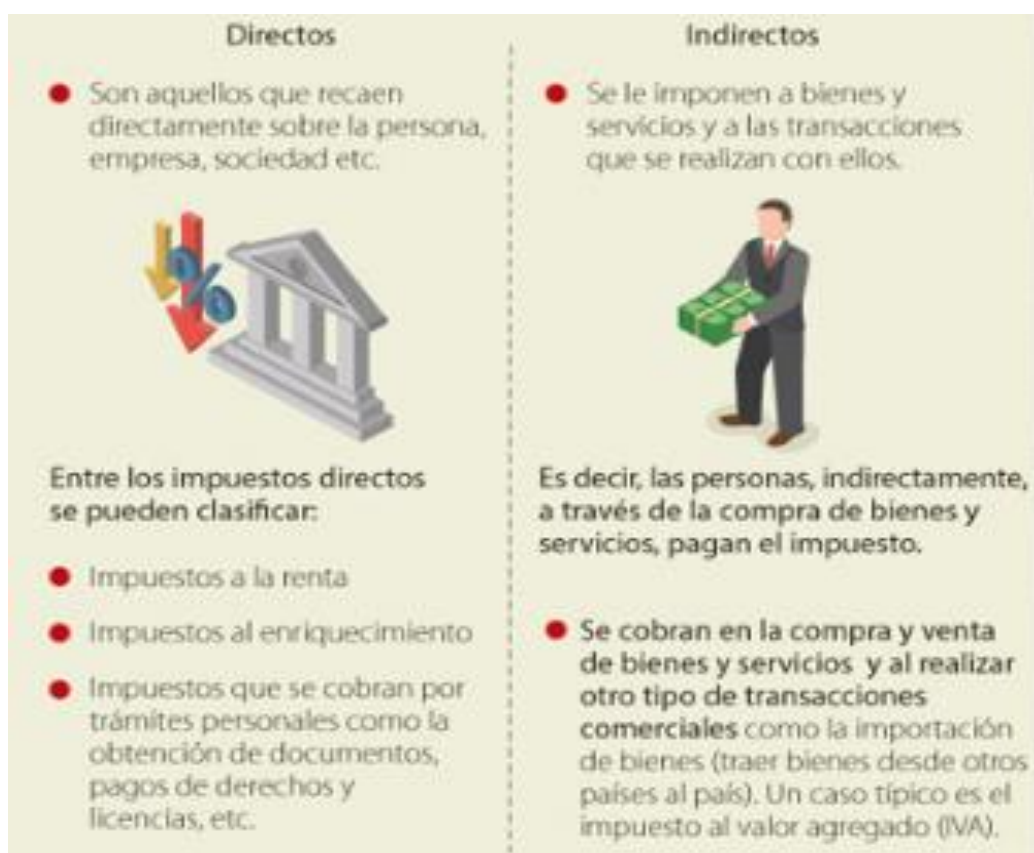 Directos
Son aquellos que recaen
directamente sobre la persona,
empresa, sociedad etc.
Entre los impuestos directos
se pueden clasificar:
Impuestos a la renta
Impuestos al enriquecimiento
Impuestos que se cobran por
trámites personales como la
obtención de documentos,
pagos de derechos y
licencias, etc.
Indirectos
Se le imponen a bienes y
servicios y a las transacciones
que se realizan con ellos.
Es decir, las personas, indirectamente,
a través de la compra de bienes y
servicios, pagan el impuesto.
Se cobran en la compra y venta
de bienes y servicios y al realizar
otro tipo de transacciones
comerciales como la importación
de bienes (traer bienes desde otros
países al país). Un caso típico es el
impuesto al valor agregado (IVA).